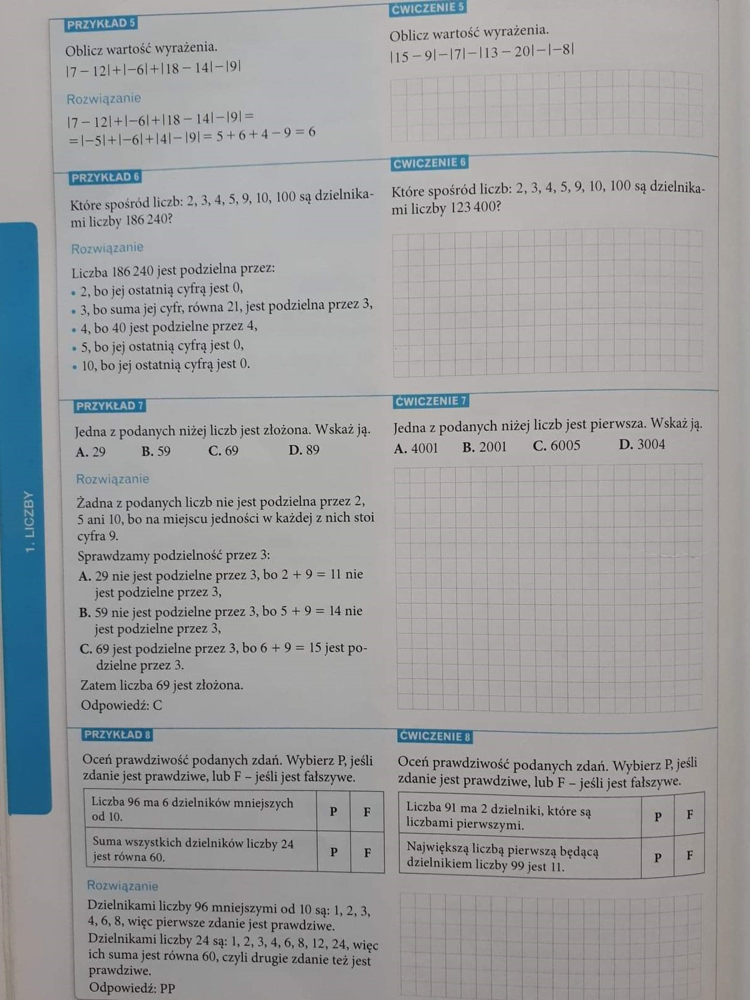 PRZYKŁAD 5
Oblicz wartość wyrażenia.
|7 − 12|+|−6|+|18 − 14|−|9|
Rozwiązanie
|7 − 12|+|−6|+|18 − 14|−|9| =
= |−5|+|−6|+|4|−|9| = 5 + 6 + 4 − 9 = 6
ĆWICZENIE 5
Oblicz wartość wyrażenia.
|15 − 9|−|7|−|13 − 20|−|−8|
PRZYKŁAD 6
Które spośród liczb: 2, 3, 4, 5, 9, 10, 100 są dzielnika-
mi liczby 186 240?
Rozwiązanie
Liczba 186 240 jest podzielna przez:
• 2, bo jej ostatnią cyfrą jest 0,
• 3, bo suma jej cyfr, równa 21, jest podzielna przez 3,
• 4, bo 40 jest podzielne przez 4,
• 5, bo jej ostatnią cyfrą jest 0,
• 10, bo jej ostatnią cyfrą jest 0.
ĆWICZENIE 6
Które spośród liczb: 2, 3, 4, 5, 9, 10, 100 są dzielnika-
mi liczby 123 400?
PRZYKŁAD 7
Jedna z podanych niżej liczb jest złożona. Wskaż ją.
A. 29 B. 59 C. 69 D. 89
Rozwiązanie
Żadna z podanych liczb nie jest podzielna przez 2,
5 ani 10, bo na miejscu jedności w każdej z nich stoi
cyfra 9.
Sprawdzamy podzielność przez 3:
A. 29 nie jest podzielne przez 3, bo 2 + 9 = 11 nie
jest podzielne przez 3,
B. 59 nie jest podzielne przez 3, bo 5 + 9 = 14 nie
jest podzielne przez 3,
C. 69 jest podzielne przez 3, bo 6 + 9 = 15 jest po-
dzielne przez 3.
Zatem liczba 69 jest złożona.
Odpowiedź: C
ĆWICZENIE 7
Jedna z podanych niżej liczb jest pierwsza. Wskaż ją.
A. 4001 B. 2001 C. 6005 D. 3004
1. LICZBY
PRZYKŁAD 8
Oceń prawdziwość podanych zdań. Wybierz P, jeśli
zdanie jest prawdziwe, lub F – jeśli jest fałszywe.
Liczba 96 ma 6 dzielników mniejszych
od 10. P F
Suma wszystkich dzielników liczby 24
jest równa 60. P F
Rozwiązanie
Dzielnikami liczby 96 mniejszymi od 10 są: 1, 2, 3,
4, 6, 8, więc pierwsze zdanie jest prawdziwe.
Dzielnikami liczby 24 są: 1, 2, 3, 4, 6, 8, 12, 24, więc
ich suma jest równa 60, czyli drugie zdanie też jest
prawdziwe.
Odpowiedź: PP
ĆWICZENIE 8
Oceń prawdziwość podanych zdań. Wybierz P, jeśli
zdanie jest prawdziwe, lub F – jeśli jest fałszywe.
Liczba 91 ma 2 dzielniki, które są
liczbami pierwszymi. P F
Największą liczbą pierwszą będącą
dzielnikiem liczby 99 jest 11. P F